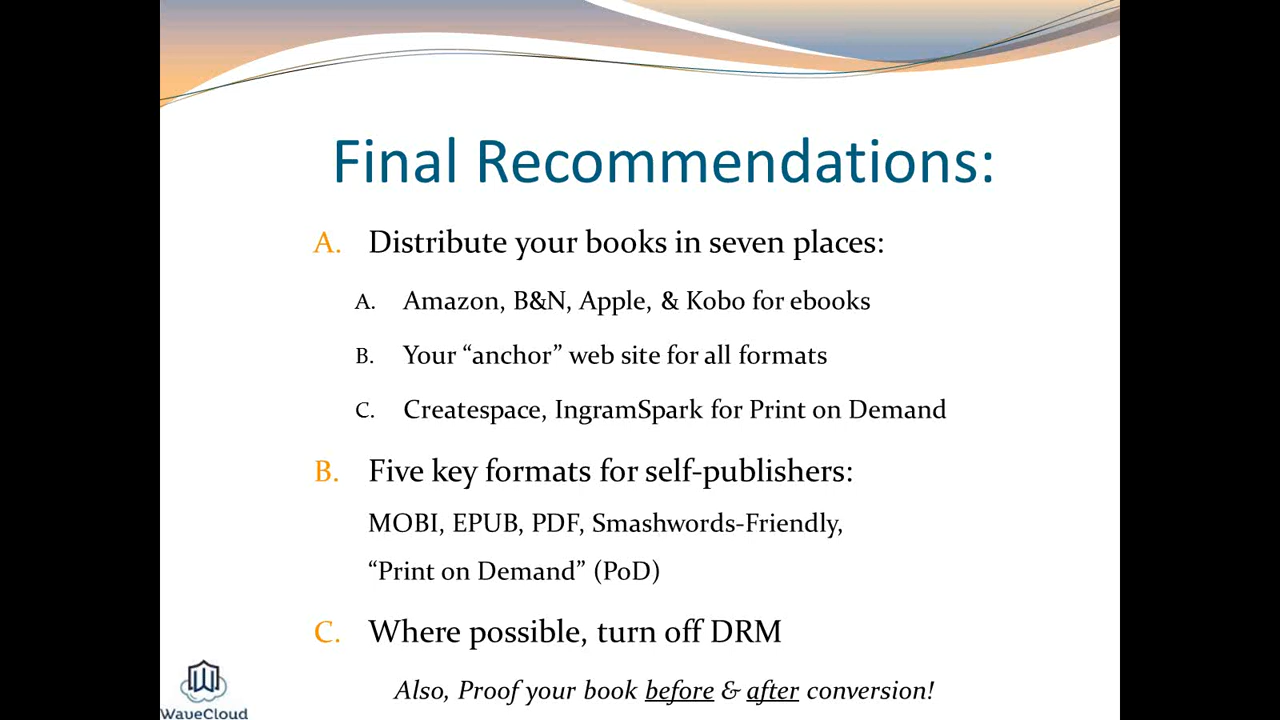 Final Recommendations:
A. Distribute your books in seven places:
A. Amazon, B&N, Apple, & Kobo for ebooks
B. Your “anchor” web site for all formats
C. Createspace, IngramSpark for Print on Demand
B. Five key formats for self-publishers:
MOBI, EPUB, PDF, Smashwords-Friendly,
“Print on Demand” (PoD)
C. Where possible, turn off DRM
Also, Proof your book before & after conversion!
WaveCloud